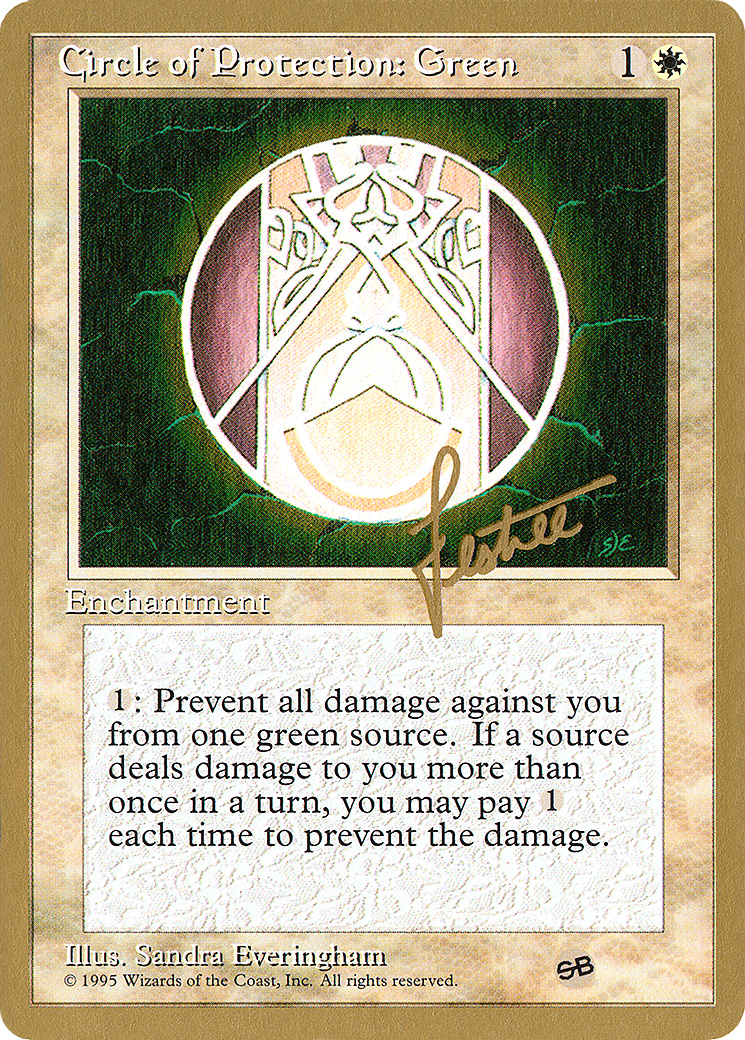 Circle of Protection: Green 1
S)E
Lestree
Enchantment
1: Prevent all damage against you
from one green source. If a source
deals damage to you more than
once in a turn, you may pay 1
each time to prevent the damage.
Illus. Sandra Everingham
© 1995 Wizards of the Coast, Inc. All rights reserved.
SB